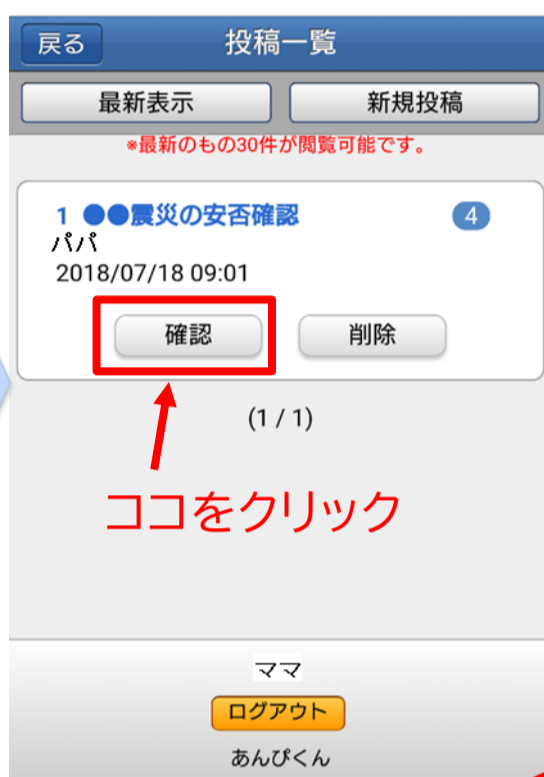 戻る 投稿一覧
最新表示 新規投稿
*最新のもの30件が閲覧可能です。
1 ●●震災の安否確認 4
パパ
2018/07/18 09:01
確認 削除
(1 / 1)
ココをクリック
ママ
ログアウト
あんぴくん